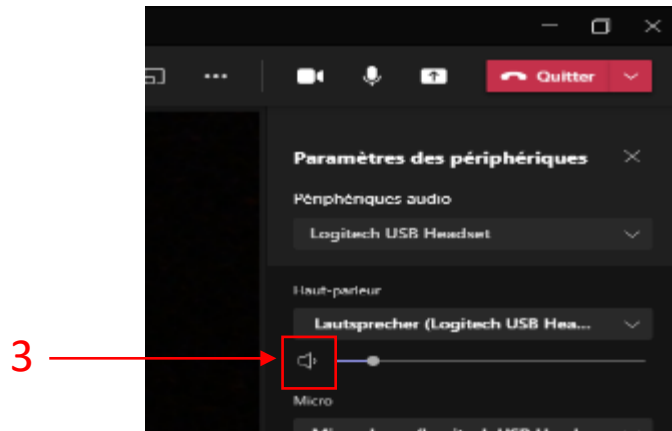 Quitter
Paramètres des périphériques
Périphériques audio
Logitech USB Headset
Haut-parleur
Lautsprecher (Logitech USB Hea...
3
Micro